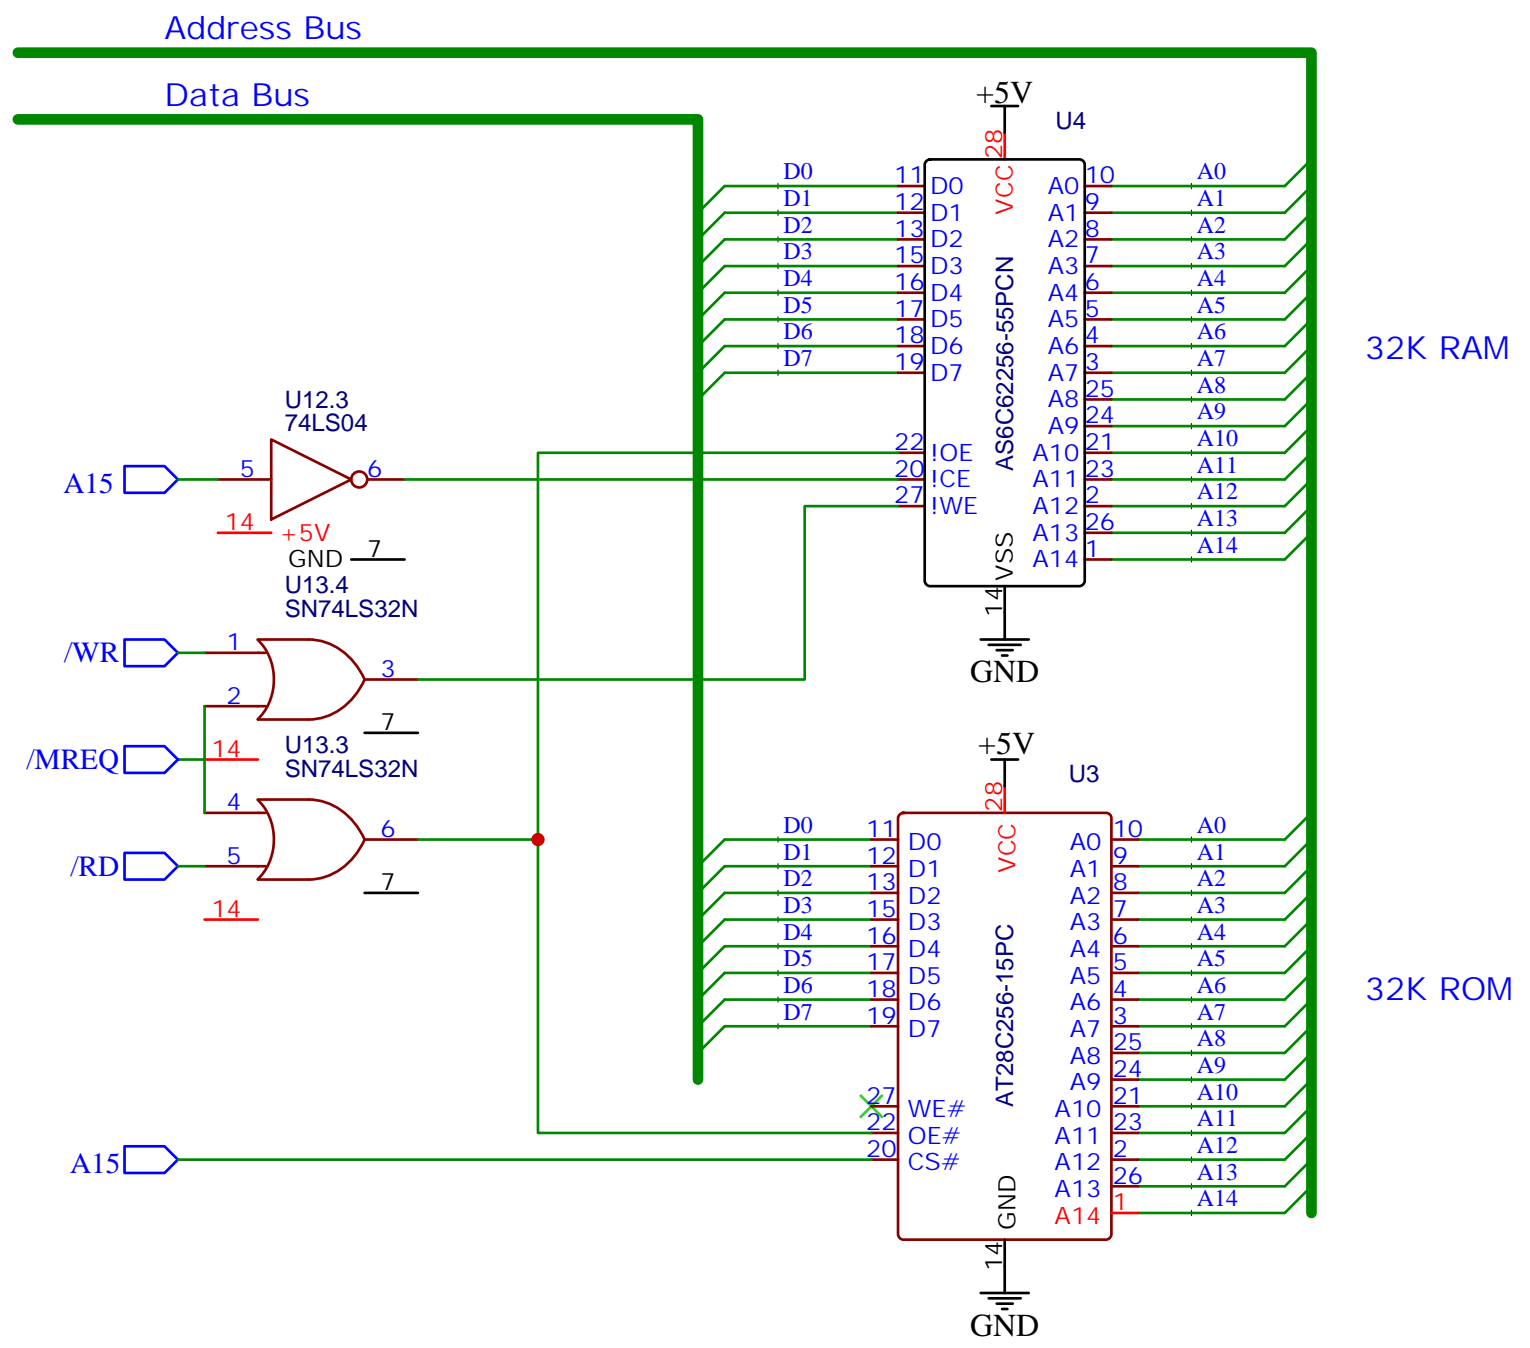 Address Bus
Data Bus
+5V
U4
28
VCC
AS6C62256-55PCN
D0 11 D0
D1 12 D1
D2 13 D2
D3 15 D3
D4 16 D4
D5 17 D5
D6 18 D6
D7 19 D7
22 !OE
20 !CE
27 !WE
A0 10 A0
A1 9 A1
A2 8 A2
A3 7 A3
A4 6 A4
A5 5 A5
A6 4 A6
A7 3 A7
A8 25 A8
A9 24 A9
A10 21 A10
A11 23 A11
A12 2 A12
A13 26 A13
A14 1 A14
VSS
14
GND
32K RAM
U12.3
74LS04
A15 5 6
14 +5V
GND 7
U13.4
SN74LS32N
/WR 1 3
2
7
/MREQ 14
U13.3
SN74LS32N
4 6
/RD 5
7
14
+5V
U3
28
VCC
AT28C256-15PC
D0 11 D0
D1 12 D1
D2 13 D2
D3 15 D3
D4 16 D4
D5 17 D5
D6 18 D6
D7 19 D7
27 WE#
22 OE#
A15 20 CS#
A0 10 A0
A1 9 A1
A2 8 A2
A3 7 A3
A4 6 A4
A5 5 A5
A6 4 A6
A7 3 A7
A8 25 A8
A9 24 A9
A10 21 A10
A11 23 A11
A12 2 A12
A13 26 A13
A14 1 A14
GND
14
GND
32K ROM